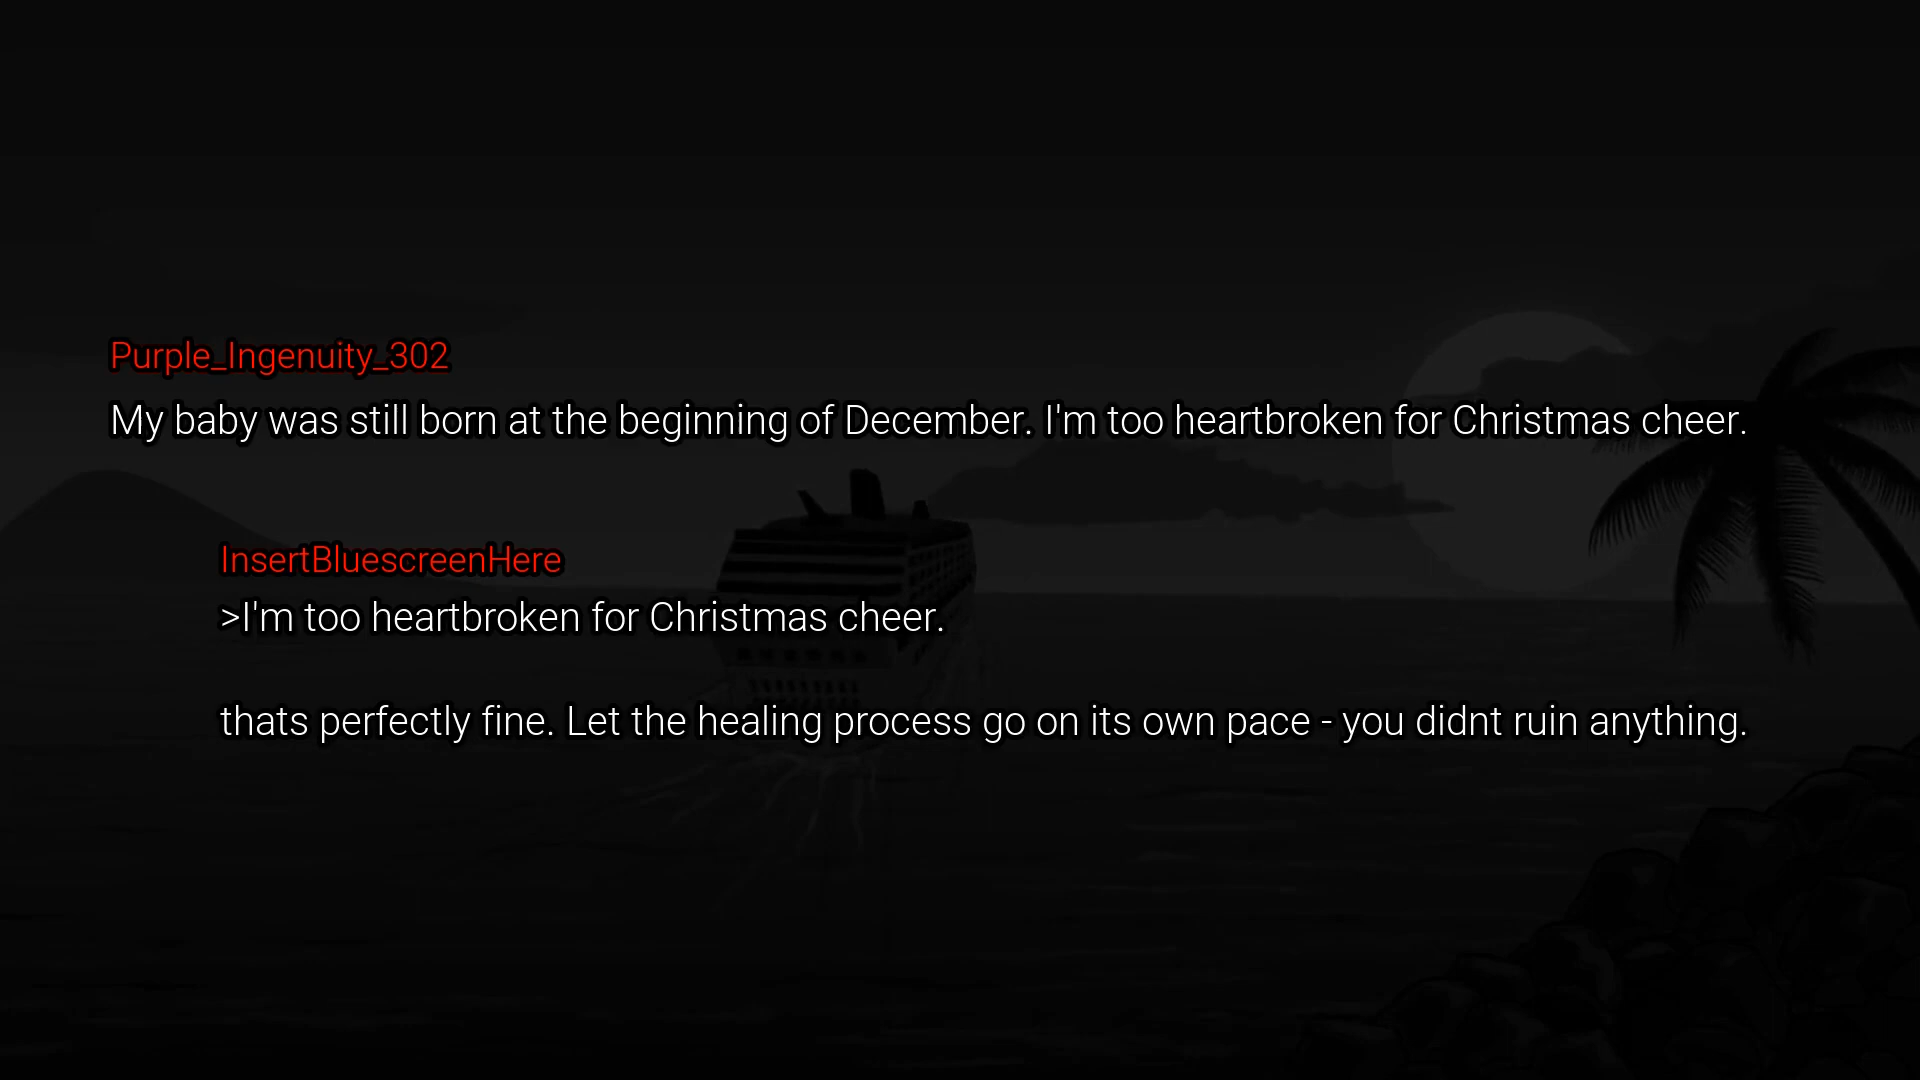 Purple_Ingenuity_302
My baby was still born at the beginning of December. I'm too heartbroken for Christmas cheer.
InsertBluescreenHere
>I'm too heartbroken for Christmas cheer.
thats perfectly fine. Let the healing process go on its own pace - you didnt ruin anything.